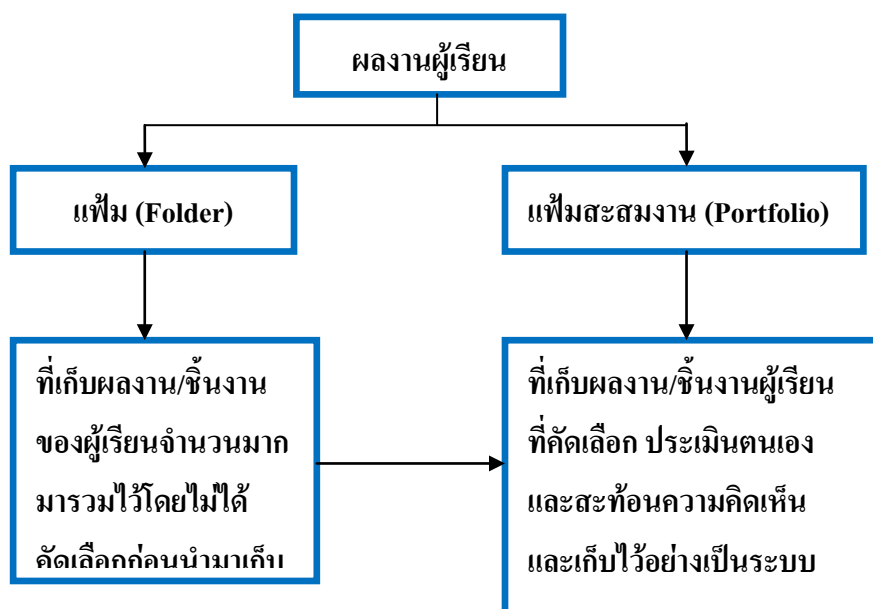 ผลงานผู้เรียน
แฟ้ม (Folder)
แฟ้มสะสมงาน (Portfolio)
ที่เก็บผลงาน/ชิ้นงาน
ของผู้เรียนจำนวนมาก
มารวมไว้โดยไม่ได้
คัดเลือกก่อนนำมาเก็บ
ที่เก็บผลงาน/ชิ้นงานผู้เรียน
ที่คัดเลือก ประเมินตนเอง
และสะท้อนความคิดเห็น
และเก็บไว้อย่างเป็นระบบ